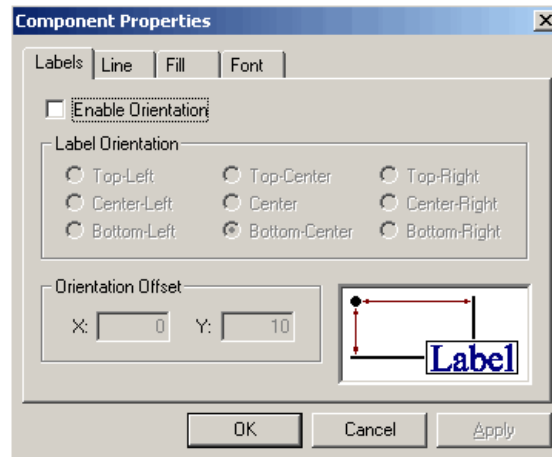 Component Properties
Labels Line Fill Font
Enable Orientation
Label Orientation
Top-Left Top-Center Top-Right
Center-Left Center Center-Right
Bottom-Left Bottom-Center Bottom-Right
Orientation Offset
X: 0 Y: 10
Label
OK Cancel Apply